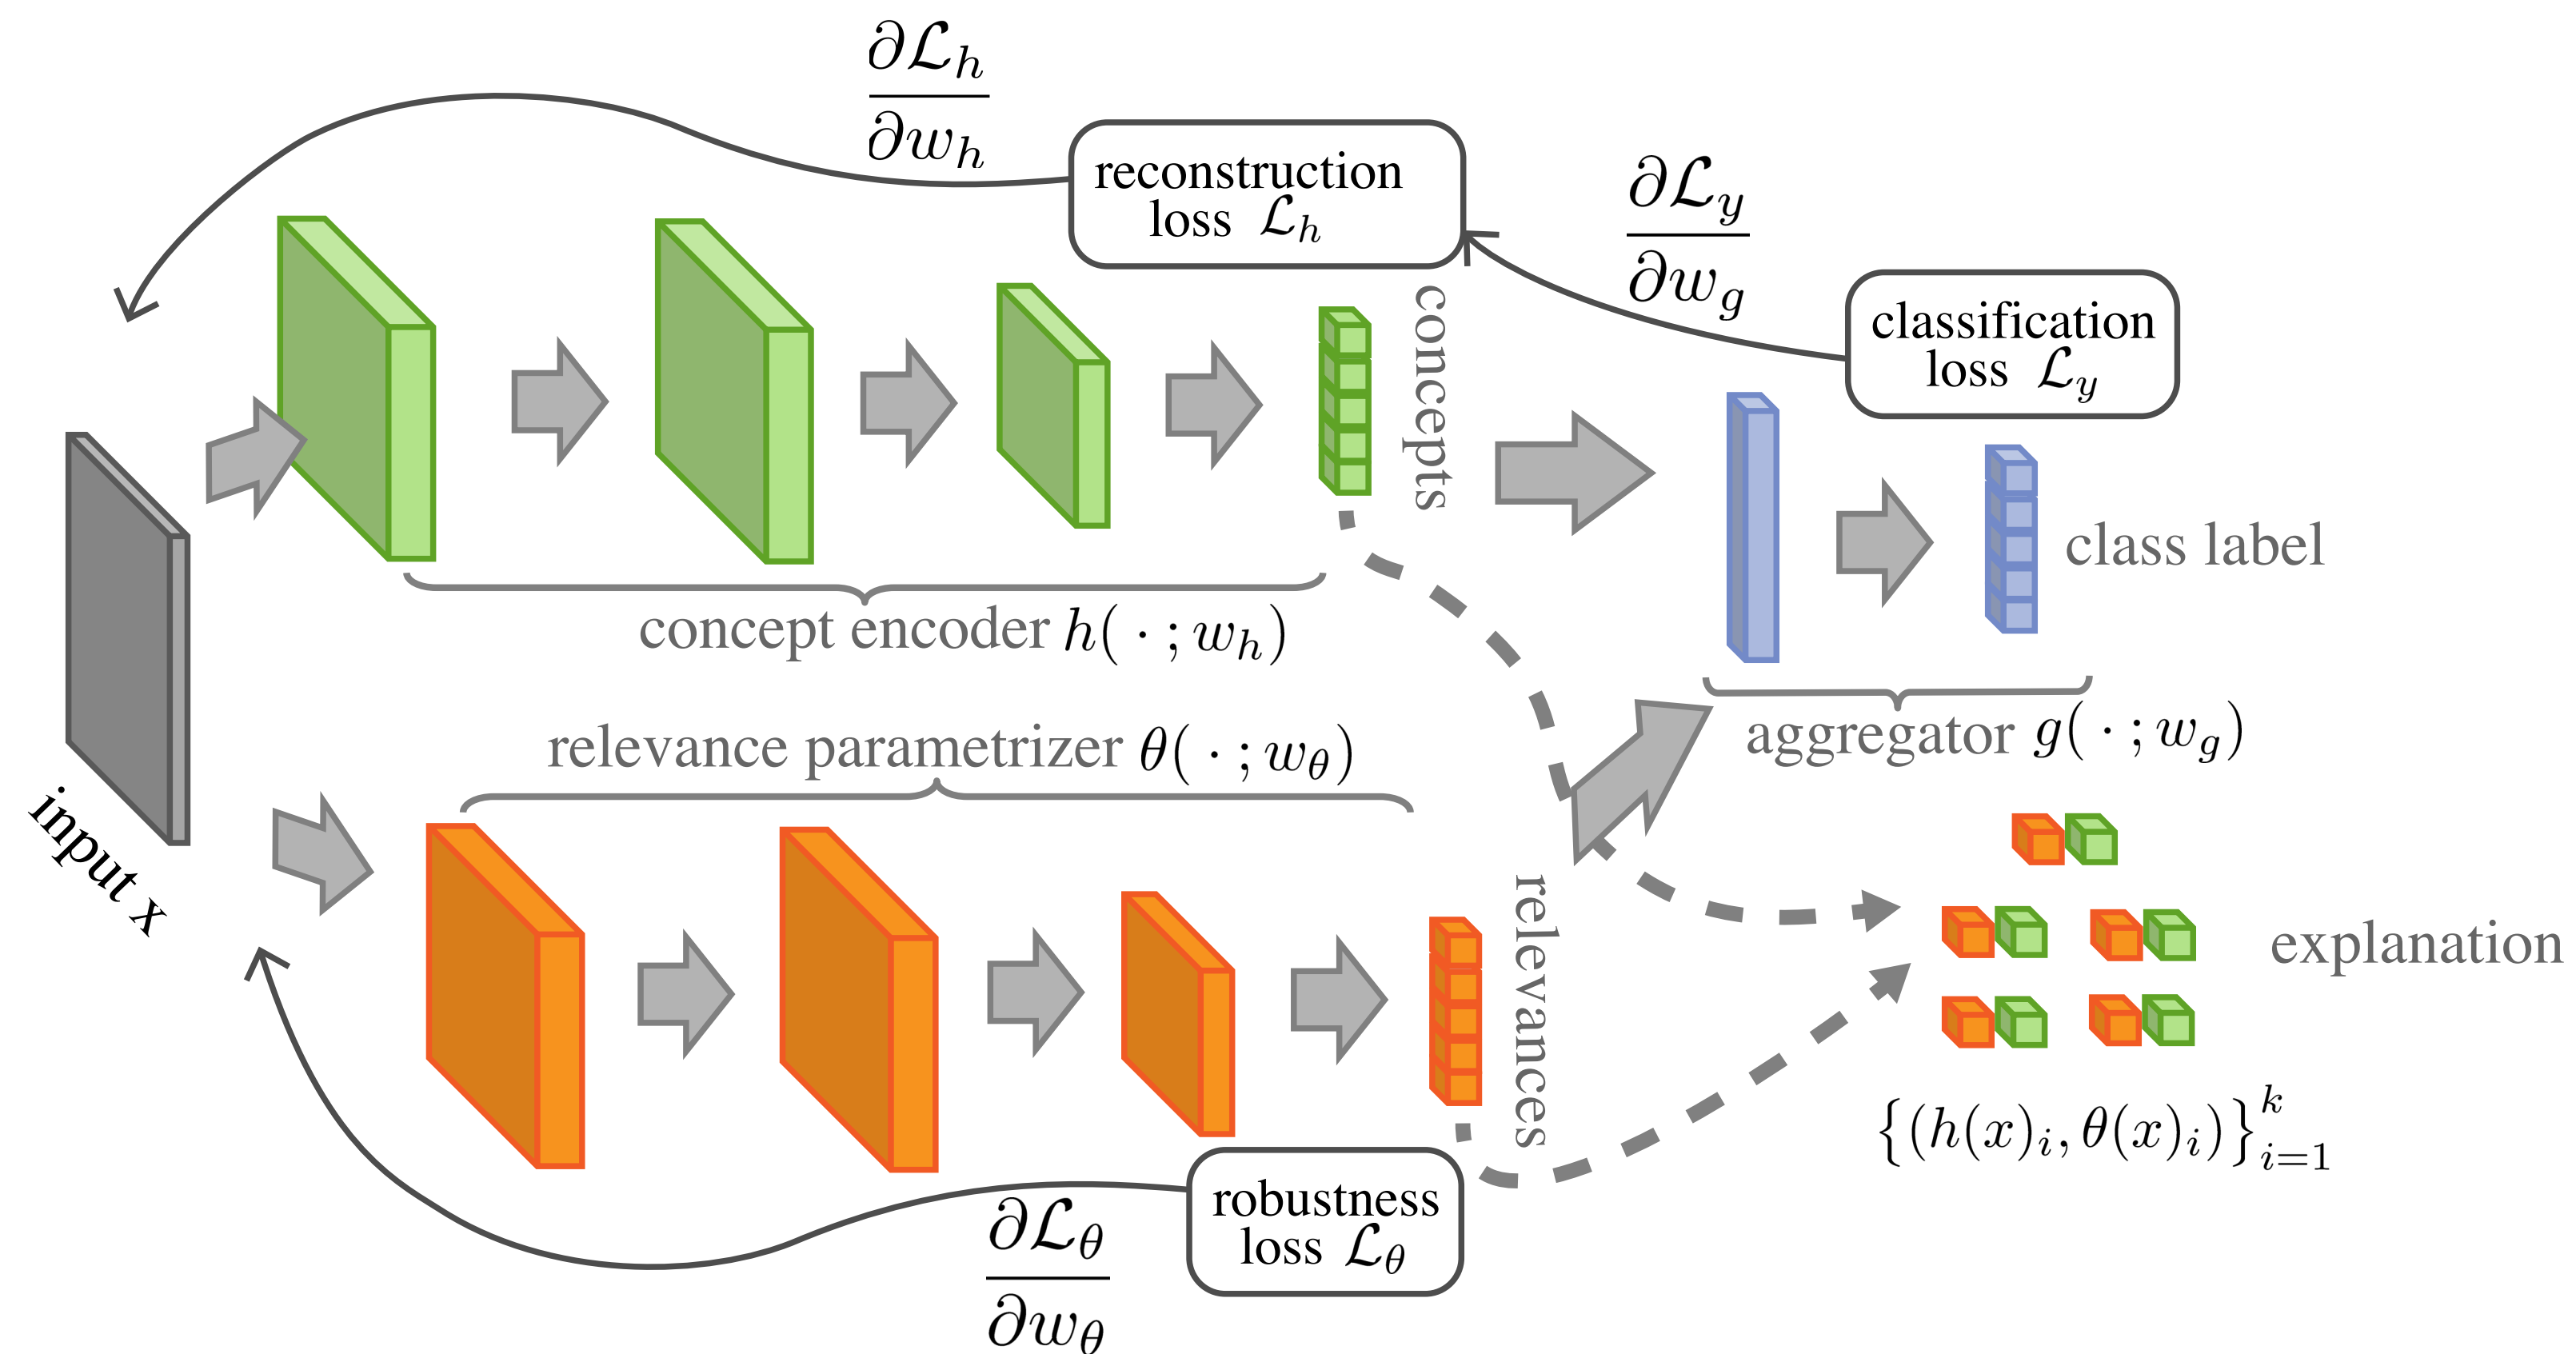 ∂ℒ_h
∂w_h
reconstruction
loss ℒ_h
∂ℒ_y
∂w_g
classification
loss ℒ_y
concepts
class label
concept encoder h( · ; w_h)
relevance parametrizer θ( · ; w_θ)
aggregator g( · ; w_g)
input x
relevances
explanation
{(h(x)_i, θ(x)_i)}_{i=1}^k
robustness
loss ℒ_θ
∂ℒ_θ
∂w_θ